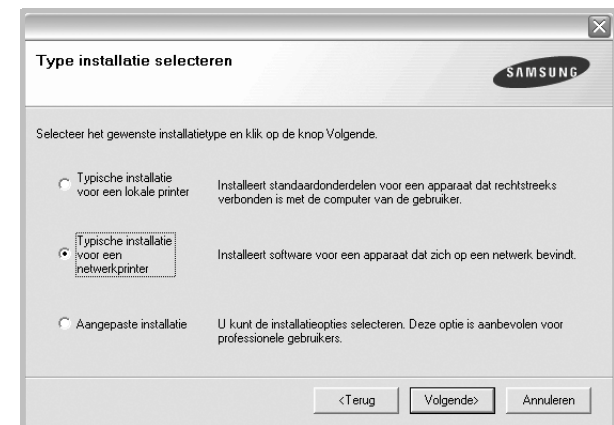 Type installatie selecteren
SAMSUNG
Selecteer het gewenste installatietype en klik op de knop Volgende.
Typische installatie
voor een lokale printer
Installeert standaardonderdelen voor een apparaat dat rechtstreeks
verbonden is met de computer van de gebruiker.
Typische installatie
voor een
netwerkprinter
Installeert software voor een apparaat dat zich op een netwerk bevindt.
Aangepaste installatie
U kunt de installatieopties selecteren. Deze optie is aanbevolen voor
professionele gebruikers.
<Terug
Volgende>
Annuleren